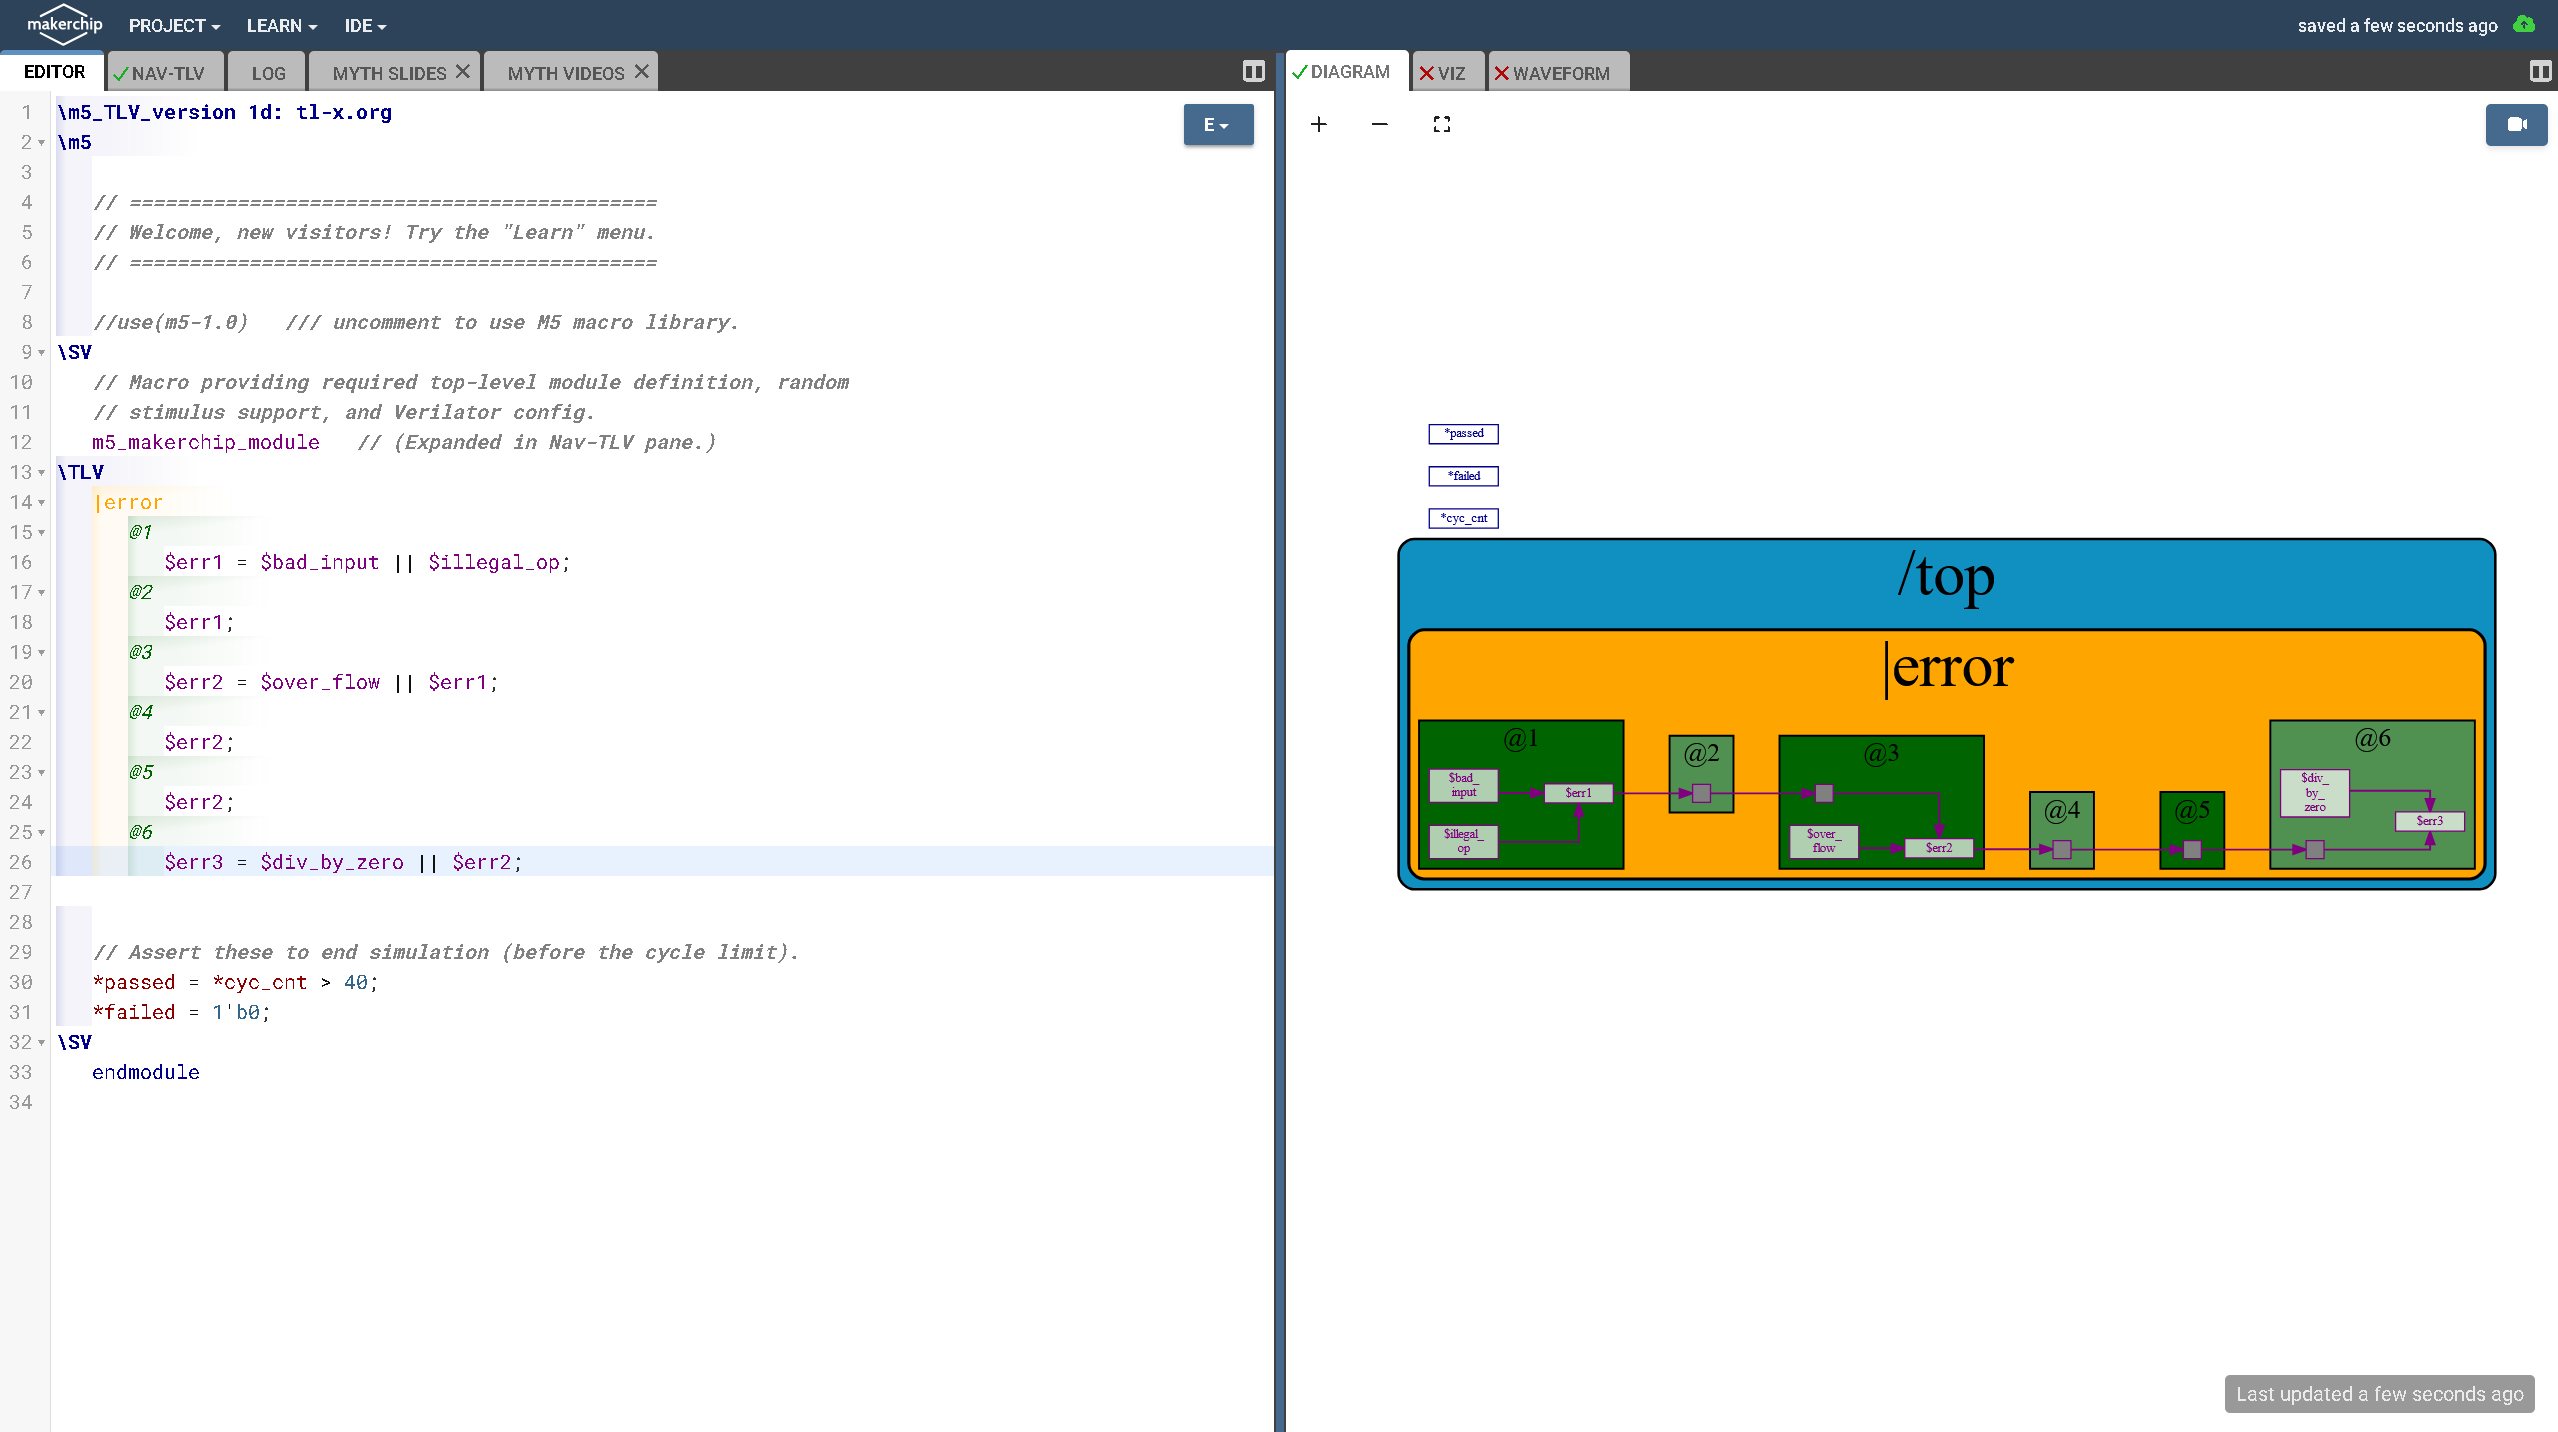 makerchip PROJECT LEARN IDE saved a few seconds ago
EDITOR NAV-TLV LOG MYTH SLIDES MYTH VIDEOS
1 \m5_TLV_version 1d: tl-x.org
2 \m5
3
4 // ============================================
5 // Welcome, new visitors! Try the "Learn" menu.
6 // ============================================
7
8 //use(m5-1.0)   /// uncomment to use M5 macro library.
9 \SV
10 // Macro providing required top-level module definition, random
11 // stimulus support, and Verilator config.
12 m5_makerchip_module   // (Expanded in Nav-TLV pane.)
13 \TLV
14 |error
15 @1
16 $err1 = $bad_input || $illegal_op;
17 @2
18 $err1;
19 @3
20 $err2 = $over_flow || $err1;
21 @4
22 $err2;
23 @5
24 $err2;
25 @6
26 $err3 = $div_by_zero || $err2;
27
28
29 // Assert these to end simulation (before the cycle limit).
30 *passed = *cyc_cnt > 40;
31 *failed = 1'b0;
32 \SV
33 endmodule
34
E
DIAGRAM VIZ WAVEFORM
*passed
*failed
*cyc_cnt
/top
|error
@1
$bad_
input
$err1
$illegal_
op
@2
@3
$over_
flow
$err2
@4
@5
@6
$div_
by_
zero
$err3
Last updated a few seconds ago